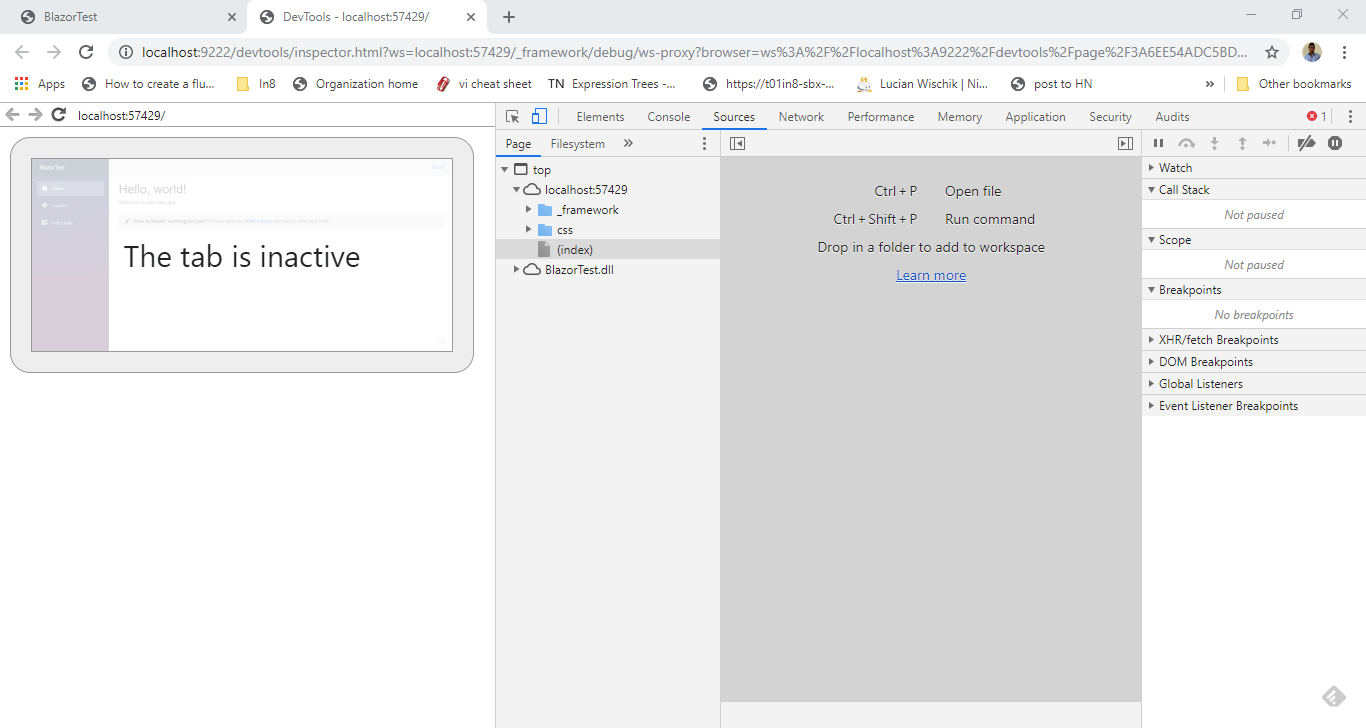 BlazorTest
DevTools - localhost:57429/
localhost:9222/devtools/inspector.html?ws=localhost:57429/_framework/debug/ws-proxy?browser=ws%3A%2F%2Flocalhost%3A9222%2Fdevtools%2Fpage%2F3A6EE54ADC5BD...
Apps How to create a flu... In8 Organization home vi cheat sheet TN Expression Trees -... https://t01in8-sbx-... Lucian Wischik | Ni... post to HN » Other bookmarks
localhost:57429/
BlazorTest
Home
Hello, world!
Welcome to your new app.
The tab is inactive
Elements Console Sources Network Performance Memory Application Security Audits 1
Page Filesystem »
top
localhost:57429
_framework
css
(index)
BlazorTest.dll
Ctrl + P Open file
Ctrl + Shift + P Run command
Drop in a folder to add to workspace
Learn more
Watch
Call Stack
Not paused
Scope
Not paused
Breakpoints
No breakpoints
XHR/fetch Breakpoints
DOM Breakpoints
Global Listeners
Event Listener Breakpoints